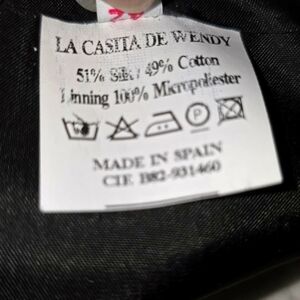 LA CASITA DE WENDY
51% Silk / 49% Cotton
Linning 100% Micropoliester
P
MADE IN SPAIN
CIF B82-931460